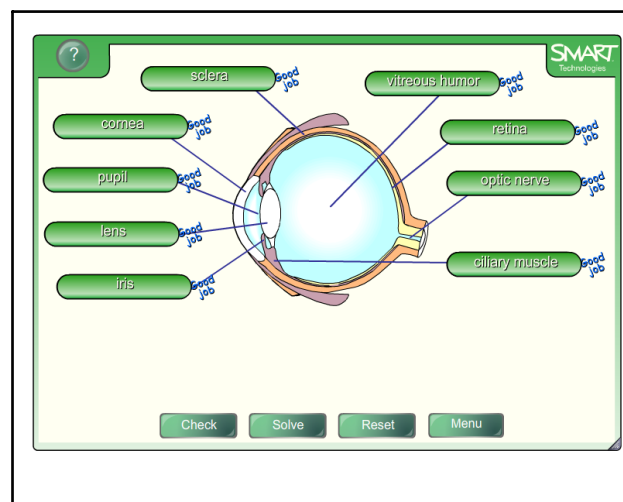 ?
SMART
Technologies
sclera
Good
job
vitreous humor
Good
job
cornea
Good
job
retina
Good
job
pupil
Good
job
optic nerve
Good
job
lens
Good
job
iris
Good
job
ciliary muscle
Good
job
Check
Solve
Reset
Menu